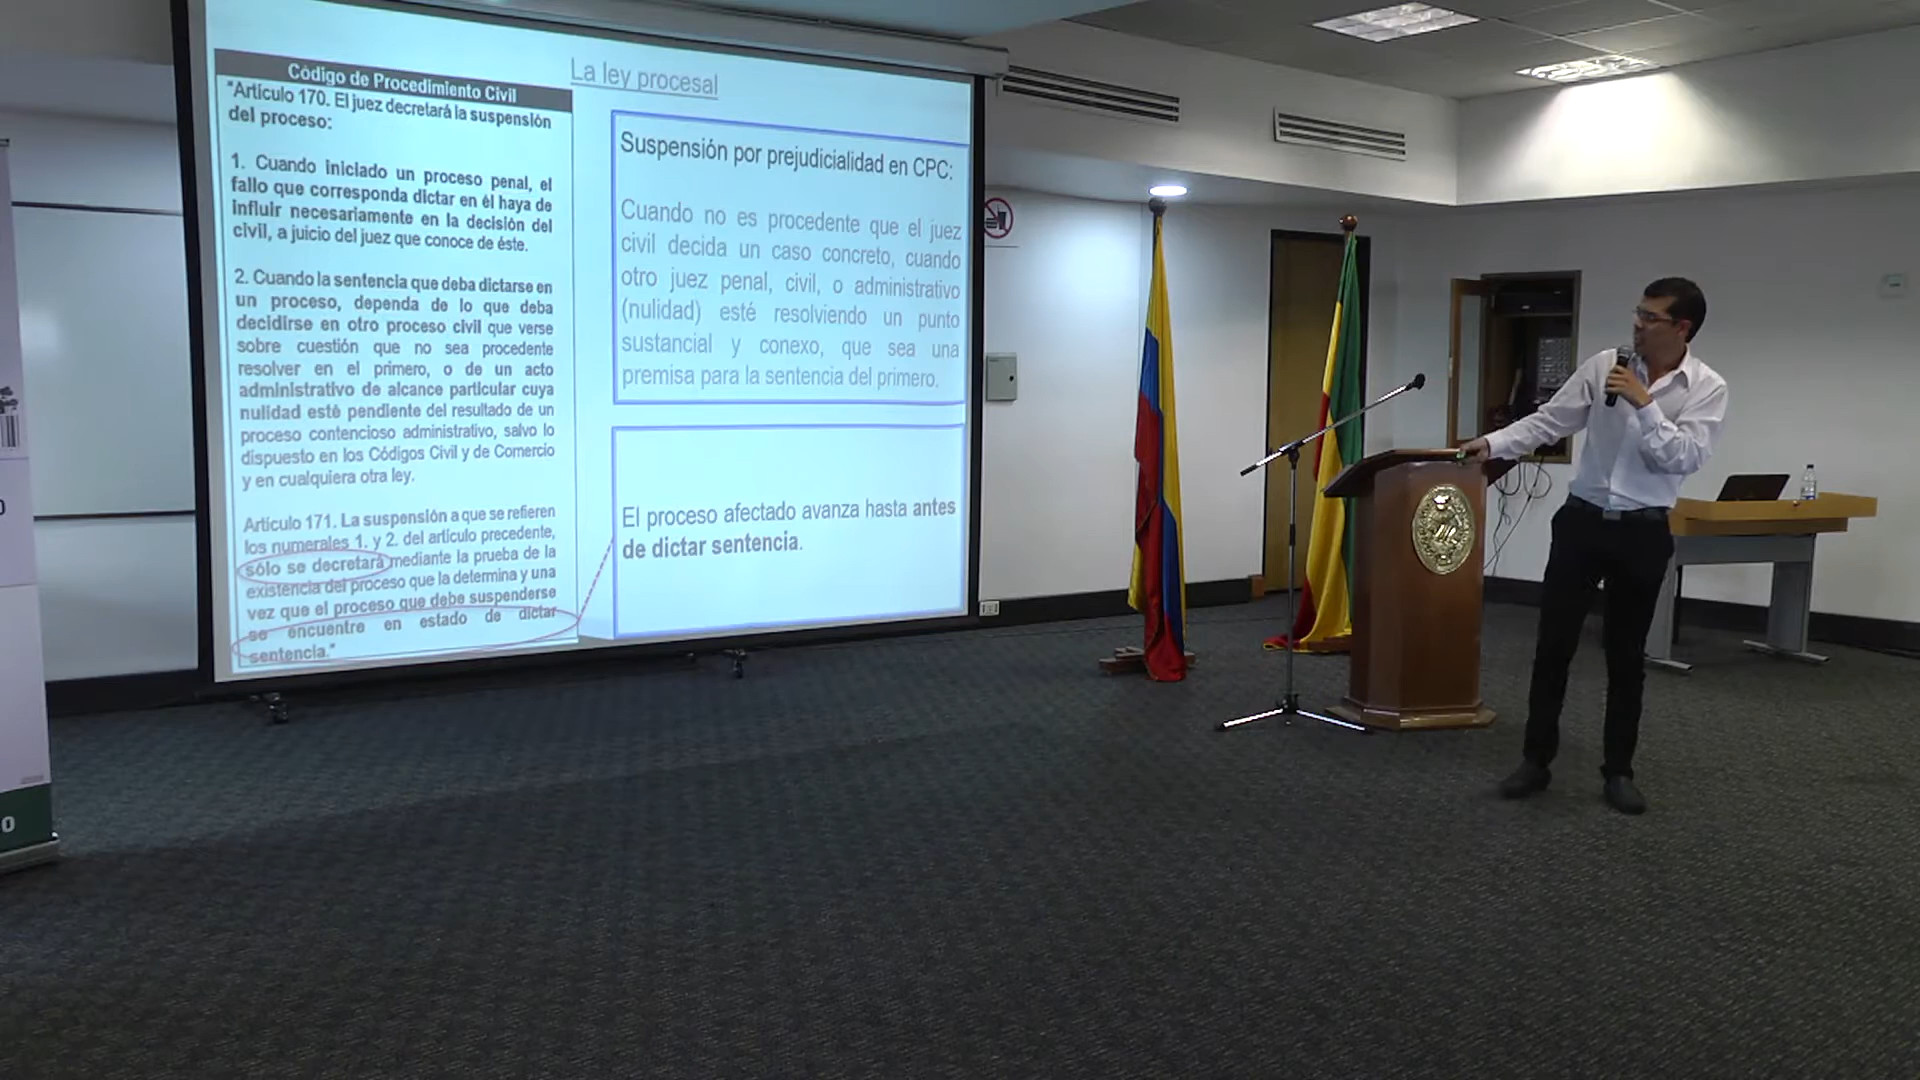 La ley procesal
Código de Procedimiento Civil
“Artículo 170. El juez decretará la suspensión
del proceso:
1. Cuando iniciado un proceso penal, el
fallo que corresponda dictar en él haya de
influir necesariamente en la decisión del
civil, a juicio del juez que conoce de éste.
2. Cuando la sentencia que deba dictarse en
un proceso, dependa de lo que deba
decidirse en otro proceso civil que verse
sobre cuestión que no sea procedente
resolver en el primero, o de un acto
administrativo de alcance particular cuya
nulidad esté pendiente del resultado de un
proceso contencioso administrativo, salvo lo
dispuesto en los Códigos Civil y de Comercio
y en cualquiera otra ley.
Artículo 171. La suspensión a que se refieren
los numerales 1. y 2. del artículo precedente,
sólo se decretará mediante la prueba de la
existencia del proceso que la determina y una
vez que el proceso que debe suspenderse
se encuentre en estado de dictar
sentencia.”
Suspensión por prejudicialidad en CPC:
Cuando no es procedente que el juez
civil decida un caso concreto, cuando
otro juez penal, civil, o administrativo
(nulidad) esté resolviendo un punto
sustancial y conexo, que sea una
premisa para la sentencia del primero.
El proceso afectado avanza hasta antes
de dictar sentencia.